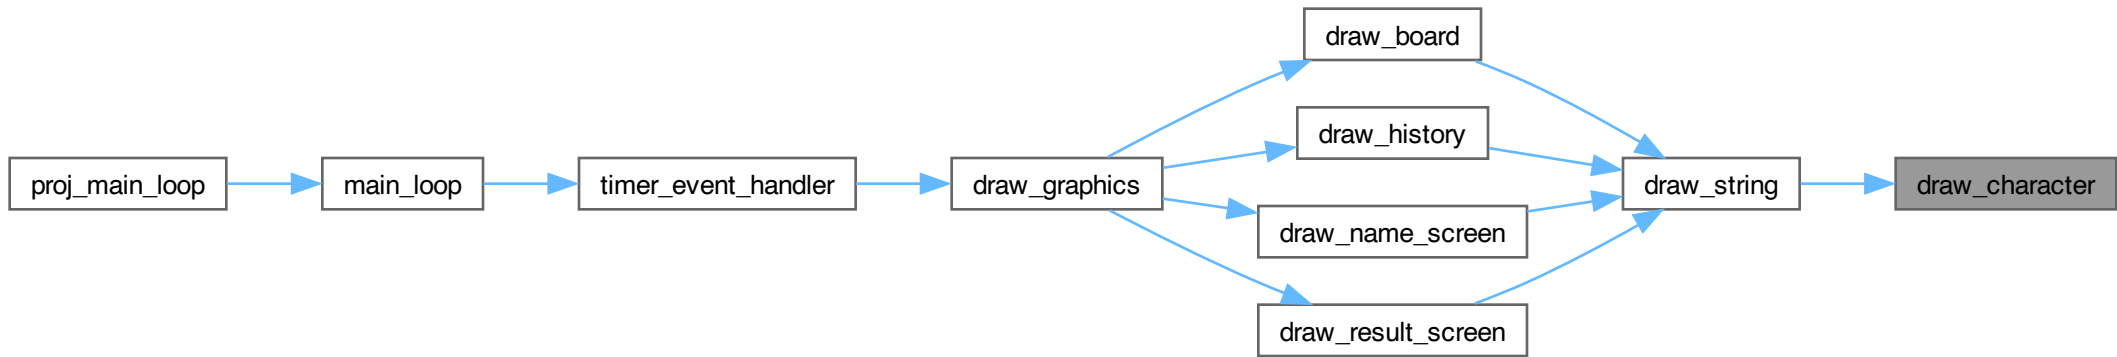 proj_main_loop
main_loop
timer_event_handler
draw_graphics
draw_board
draw_history
draw_name_screen
draw_result_screen
draw_string
draw_character